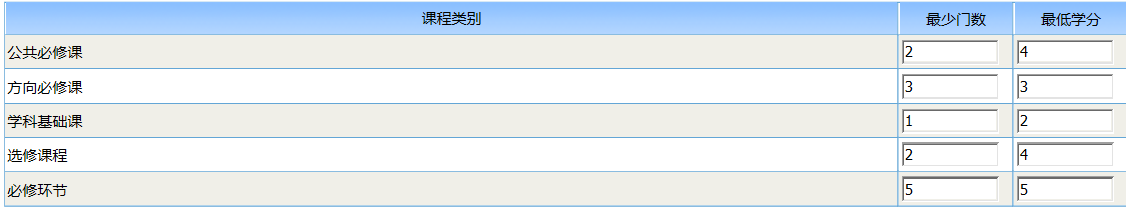 课程类别 最少门数 最低学分
公共必修课 2 4
方向必修课 3 3
学科基础课 1 2
选修课程 2 4
必修环节 5 5